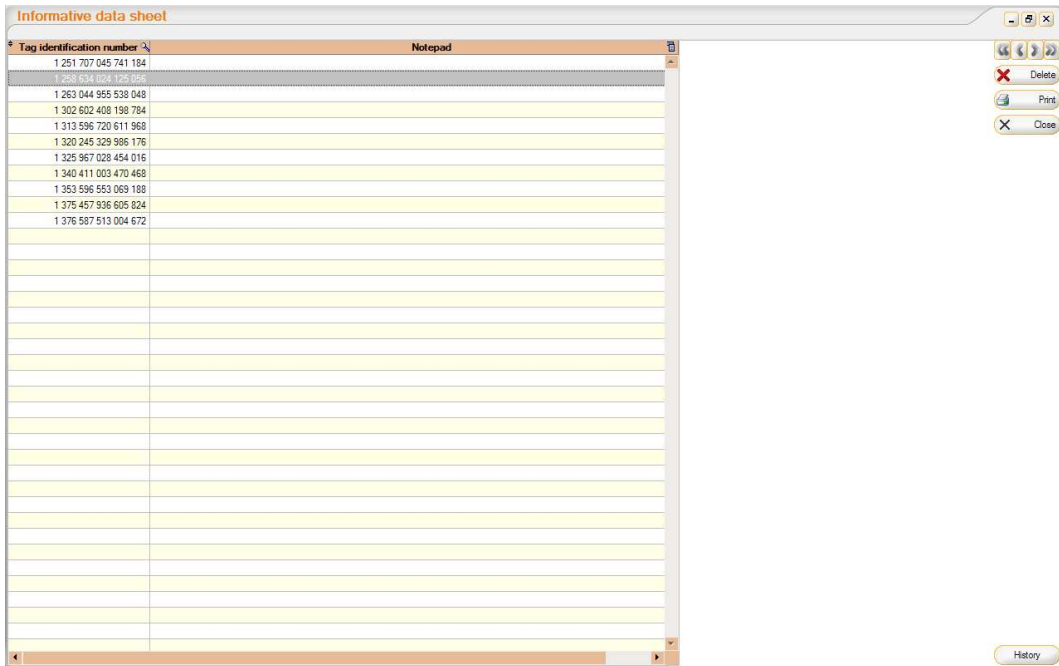 Informative data sheet
Tag identification number Notepad
1 251 707 045 741 184
1 258 634 024 125 056
1 263 044 955 538 048
1 302 602 408 198 784
1 313 596 720 611 968
1 320 245 329 986 176
1 325 967 028 454 016
1 340 411 003 470 468
1 353 596 553 069 188
1 375 457 936 605 824
1 376 587 513 004 672
Delete
Print
Close
History